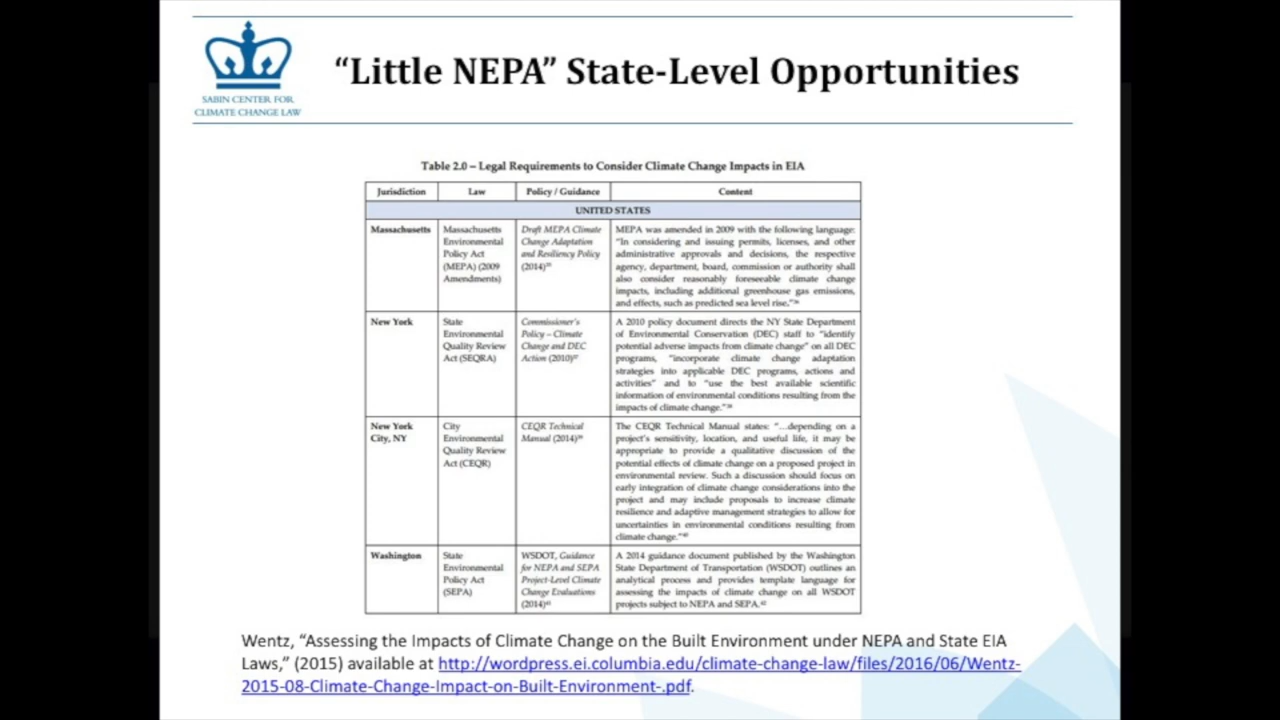 SABIN CENTER FOR
CLIMATE CHANGE LAW
“Little NEPA” State-Level Opportunities
Table 2.0 – Legal Requirements to Consider Climate Change Impacts in EIA
Jurisdiction Law Policy / Guidance Content
UNITED STATES
Massachusetts
Massachusetts
Environmental
Policy Act
(MEPA) (2009
Amendments)
Draft MEPA Climate
Change Adaptation
and Resiliency Policy
(2014)³⁵
MEPA was amended in 2009 with the following language:
“In considering and issuing permits, licenses, and other
administrative approvals and decisions, the respective
agency, department, board, commission or authority shall
also consider reasonably foreseeable climate change
impacts, including additional greenhouse gas emissions,
and effects, such as predicted sea level rise.”³⁶
New York
State
Environmental
Quality Review
Act (SEQRA)
Commissioner's
Policy – Climate
Change and DEC
Action (2010)³⁷
A 2010 policy document directs the NY State Department
of Environmental Conservation (DEC) staff to “identify
potential adverse impacts from climate change” on all DEC
programs, “incorporate climate change adaptation
strategies into applicable DEC programs, actions and
activities” and to “use the best available scientific
information of environmental conditions resulting from the
impacts of climate change.”³⁸
New York
City, NY
City
Environmental
Quality Review
Act (CEQR)
CEQR Technical
Manual (2014)³⁹
The CEQR Technical Manual states: “…depending on a
project's sensitivity, location, and useful life, it may be
appropriate to provide a qualitative discussion of the
potential effects of climate change on a proposed project in
environmental review. Such a discussion should focus on
early integration of climate change considerations into the
project and may include proposals to increase climate
resilience and adaptive management strategies to allow for
uncertainties in environmental conditions resulting from
climate change.”⁴⁰
Washington
State
Environmental
Policy Act
(SEPA)
WSDOT, Guidance
for NEPA and SEPA
Project-Level Climate
Change Evaluations
(2014)⁴¹
A 2014 guidance document published by the Washington
State Department of Transportation (WSDOT) outlines an
analytical process and provides template language for
assessing the impacts of climate change on all WSDOT
projects subject to NEPA and SEPA.⁴²
Wentz, “Assessing the Impacts of Climate Change on the Built Environment under NEPA and State EIA
Laws,” (2015) available at http://wordpress.ei.columbia.edu/climate-change-law/files/2016/06/Wentz-
2015-08-Climate-Change-Impact-on-Built-Environment-.pdf.